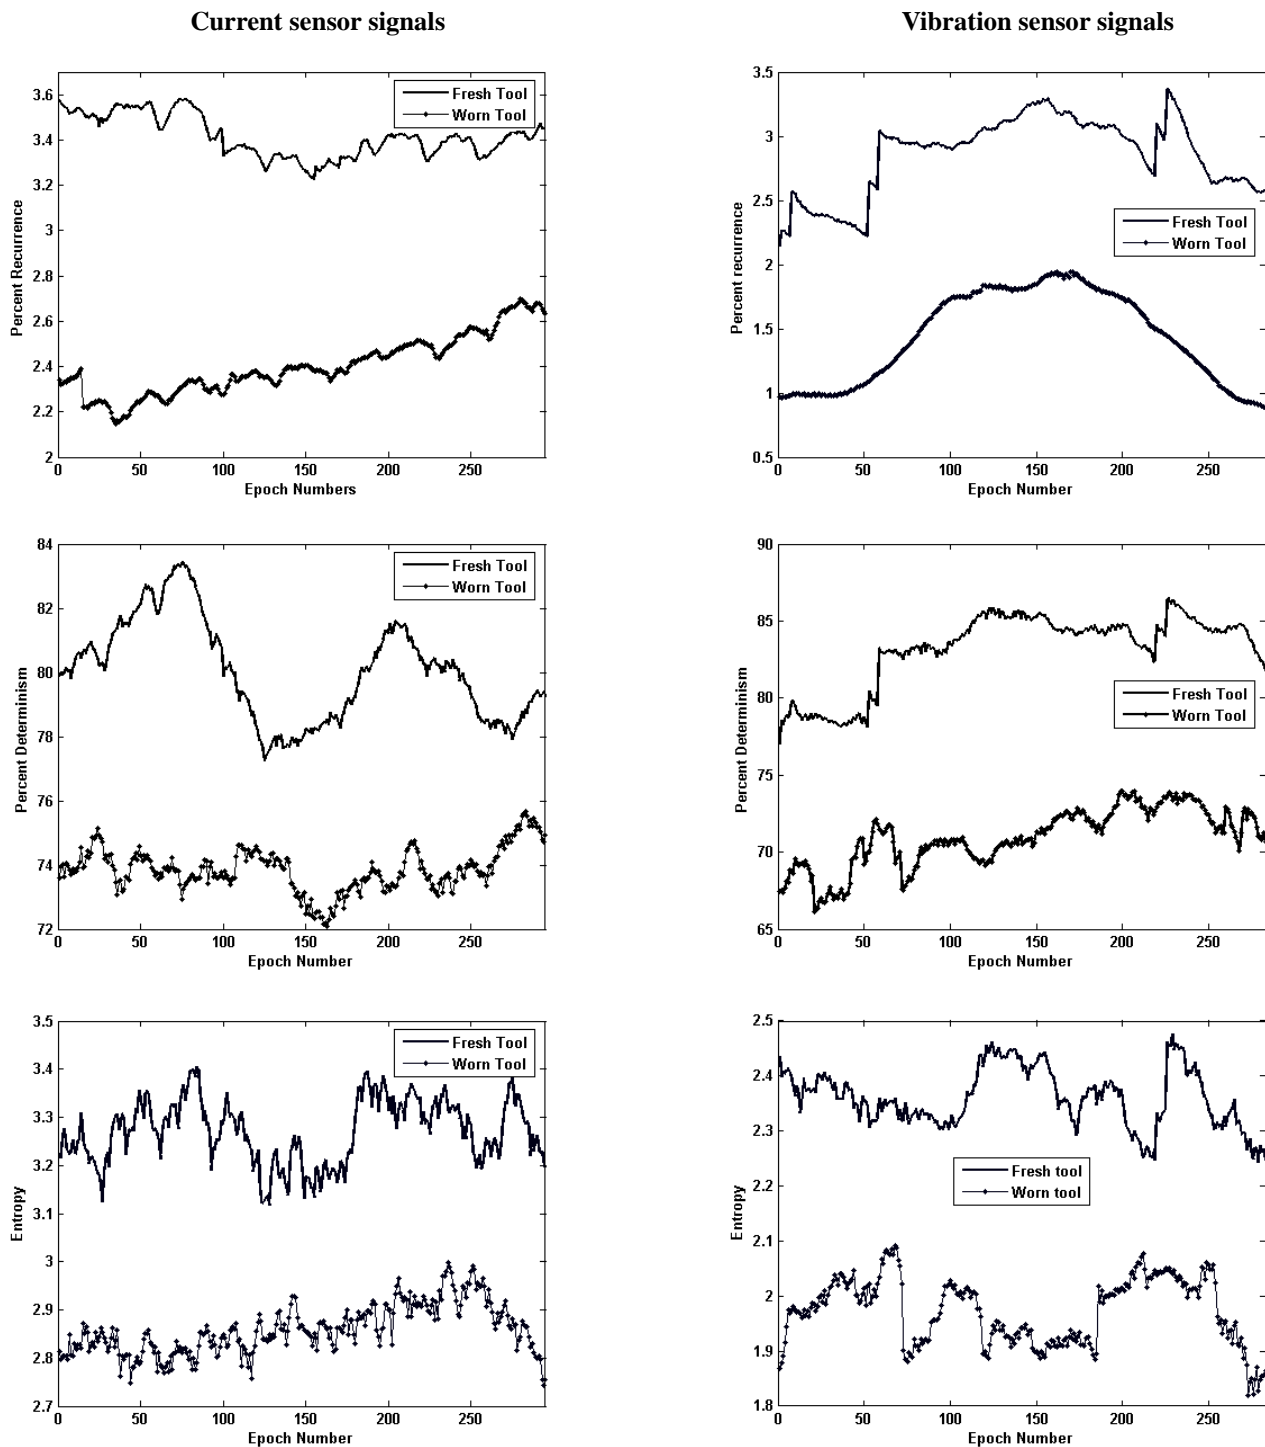 Current sensor signals
Vibration sensor signals
3.6
3.4
3.2
3
2.8
2.6
2.4
2.2
2
Percent Recurrence
Fresh Tool
Worn Tool
0 50 100 150 200 250
Epoch Numbers
3.5
3
2.5
2
1.5
1
0.5
Percent recurrence
Fresh Tool
Worn Tool
0 50 100 150 200 250
Epoch Number
84
82
80
78
76
74
72
Percent Determinism
Fresh Tool
Worn Tool
0 50 100 150 200 250
Epoch Number
90
85
80
75
70
65
Percent Determinism
Fresh Tool
Worn Tool
0 50 100 150 200 250
Epoch Number
3.5
3.4
3.3
3.2
3.1
3
2.9
2.8
2.7
Entropy
Fresh Tool
Worn Tool
0 50 100 150 200 250
Epoch Number
2.5
2.4
2.3
2.2
2.1
2
1.9
1.8
Entropy
Fresh tool
Worn tool
0 50 100 150 200 250
Epoch Number